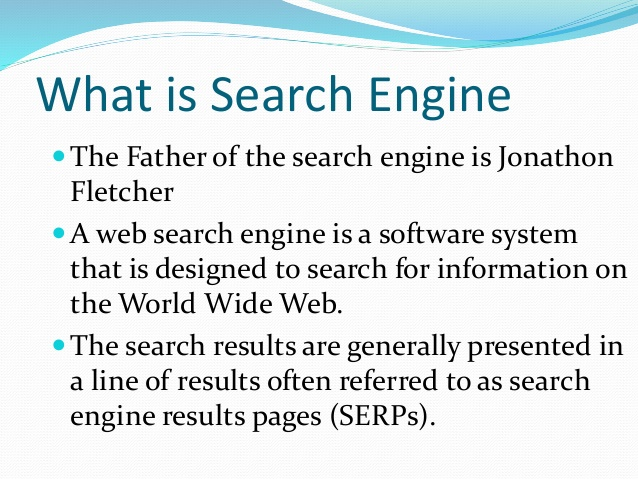 What is Search Engine
The Father of the search engine is Jonathon
Fletcher
A web search engine is a software system
that is designed to search for information on
the World Wide Web.
The search results are generally presented in
a line of results often referred to as search
engine results pages (SERPs).